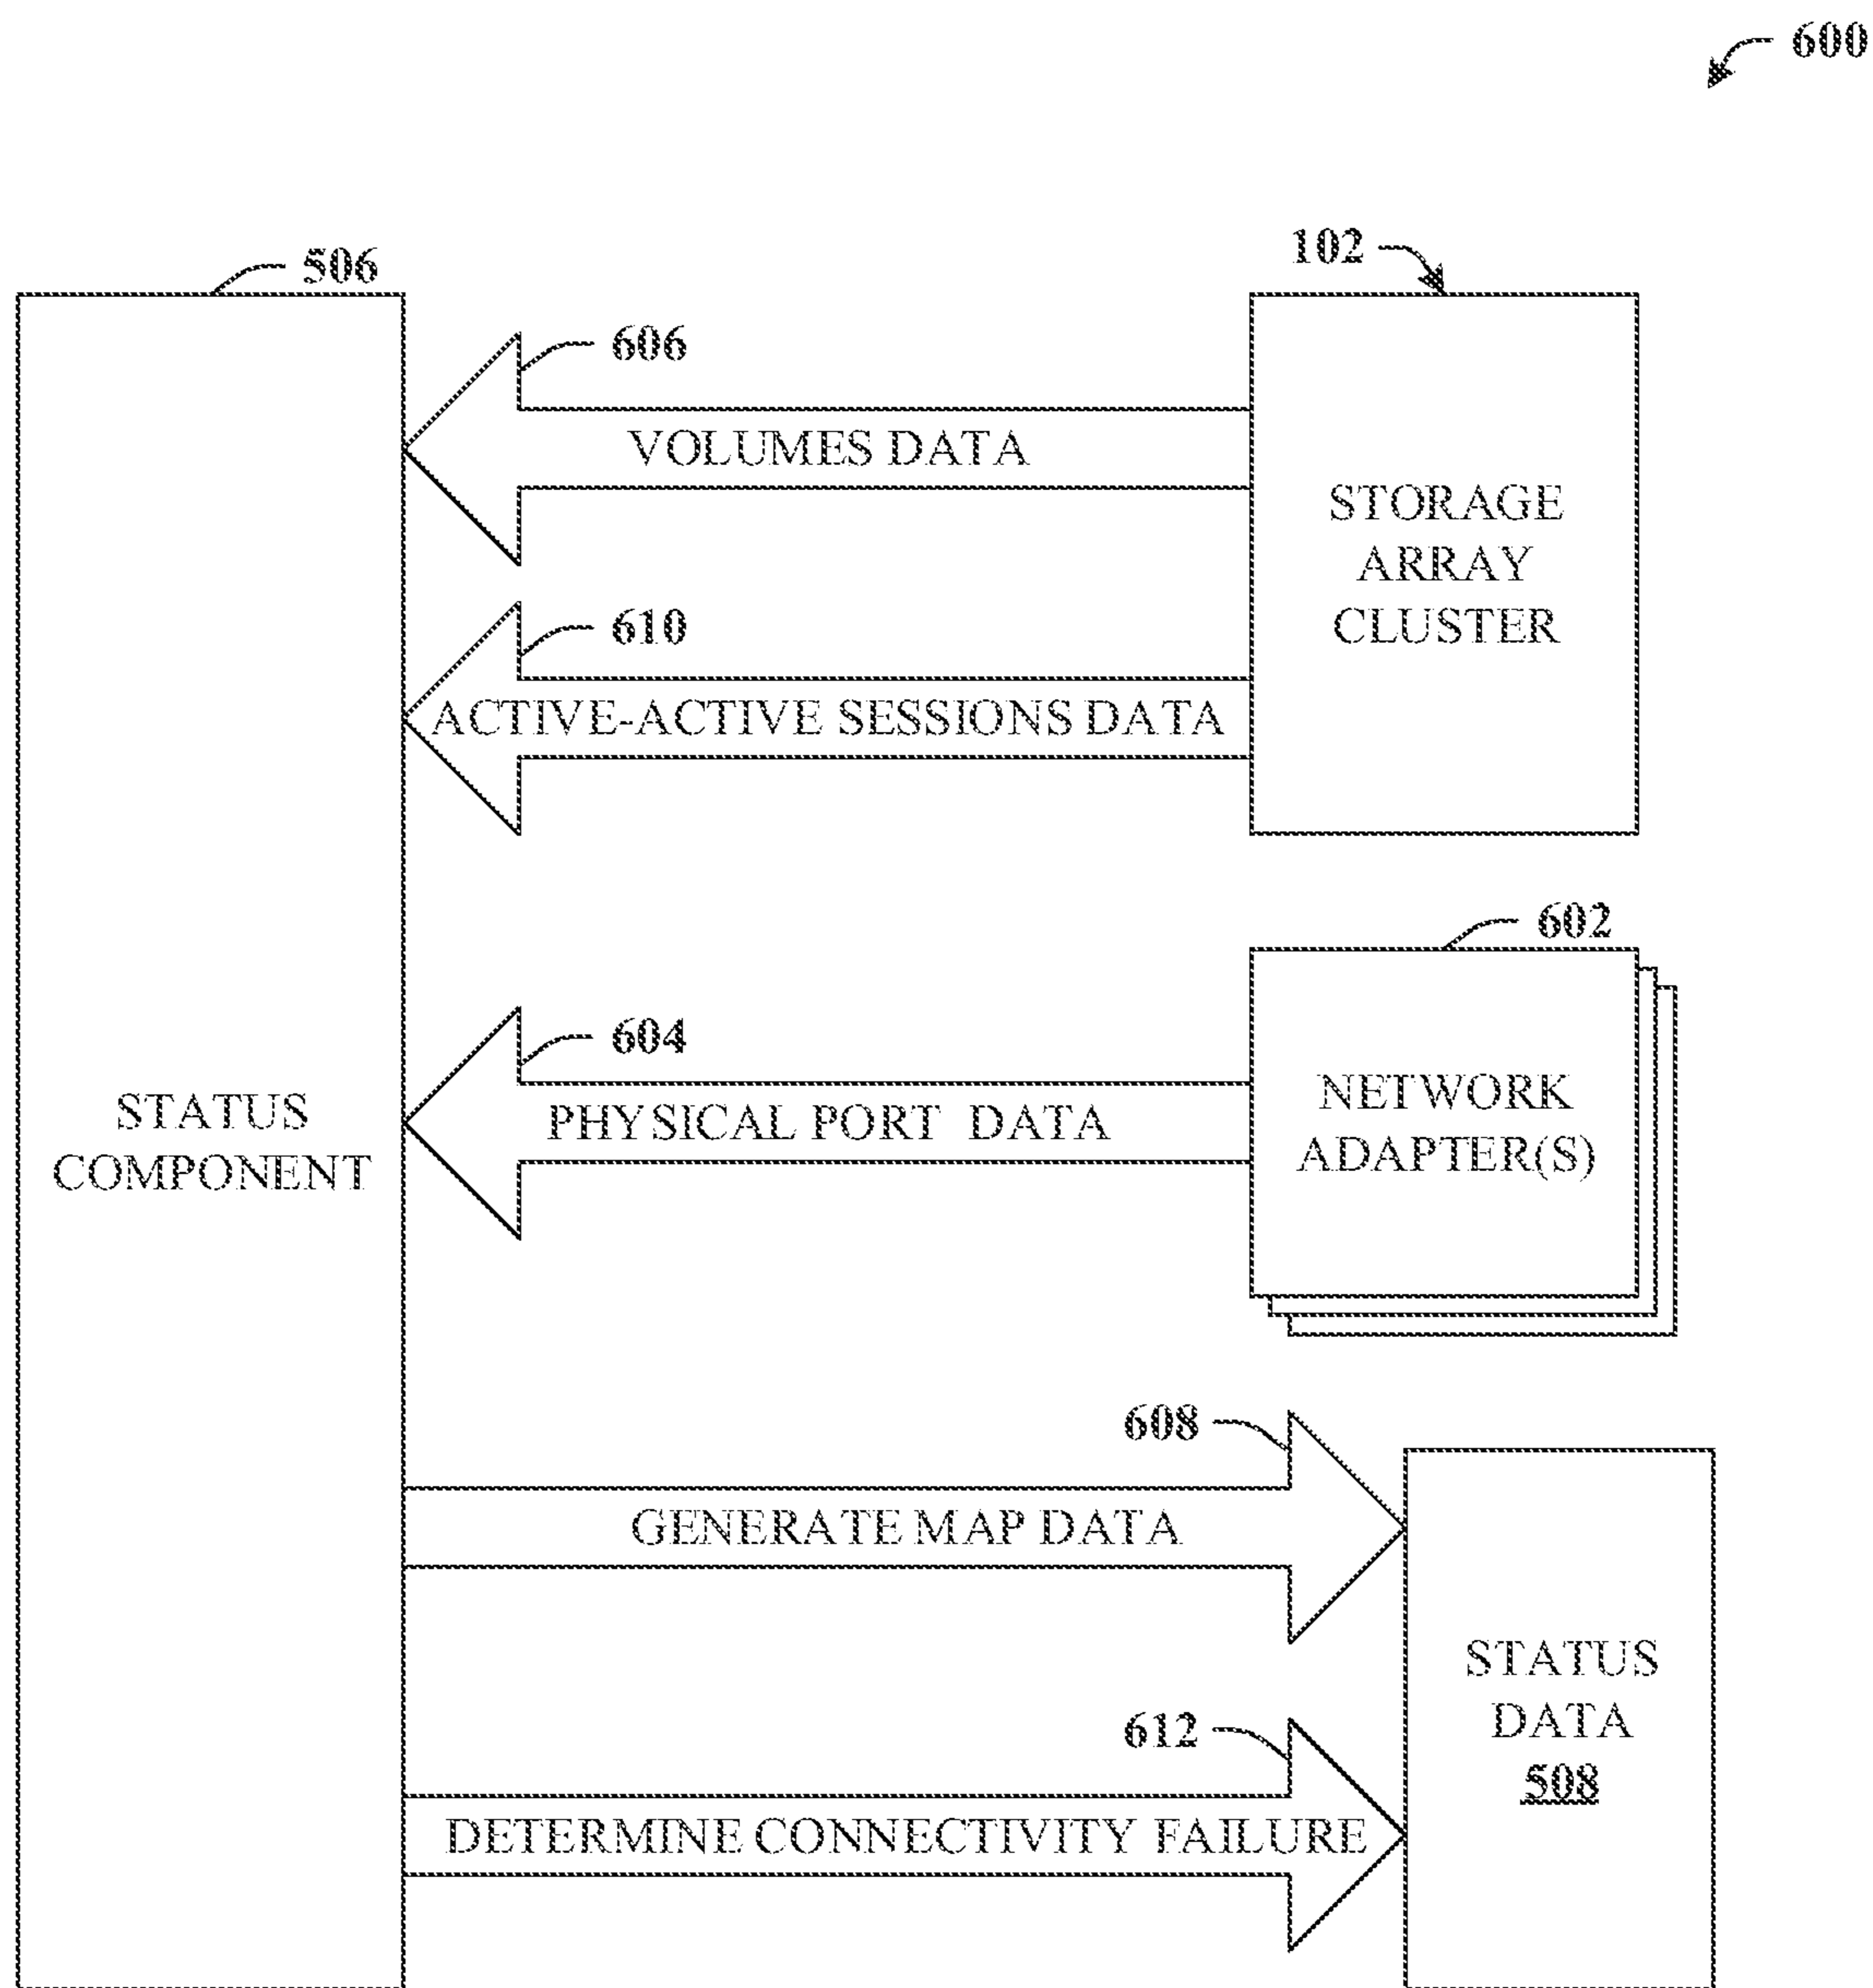 600
506
102
606
VOLUMES DATA
STORAGE
ARRAY
CLUSTER
610
ACTIVE-ACTIVE SESSIONS DATA
602
604
PHYSICAL PORT DATA
NETWORK
ADAPTER(S)
STATUS
COMPONENT
608
GENERATE MAP DATA
STATUS
DATA
508
612
DETERMINE CONNECTIVITY FAILURE